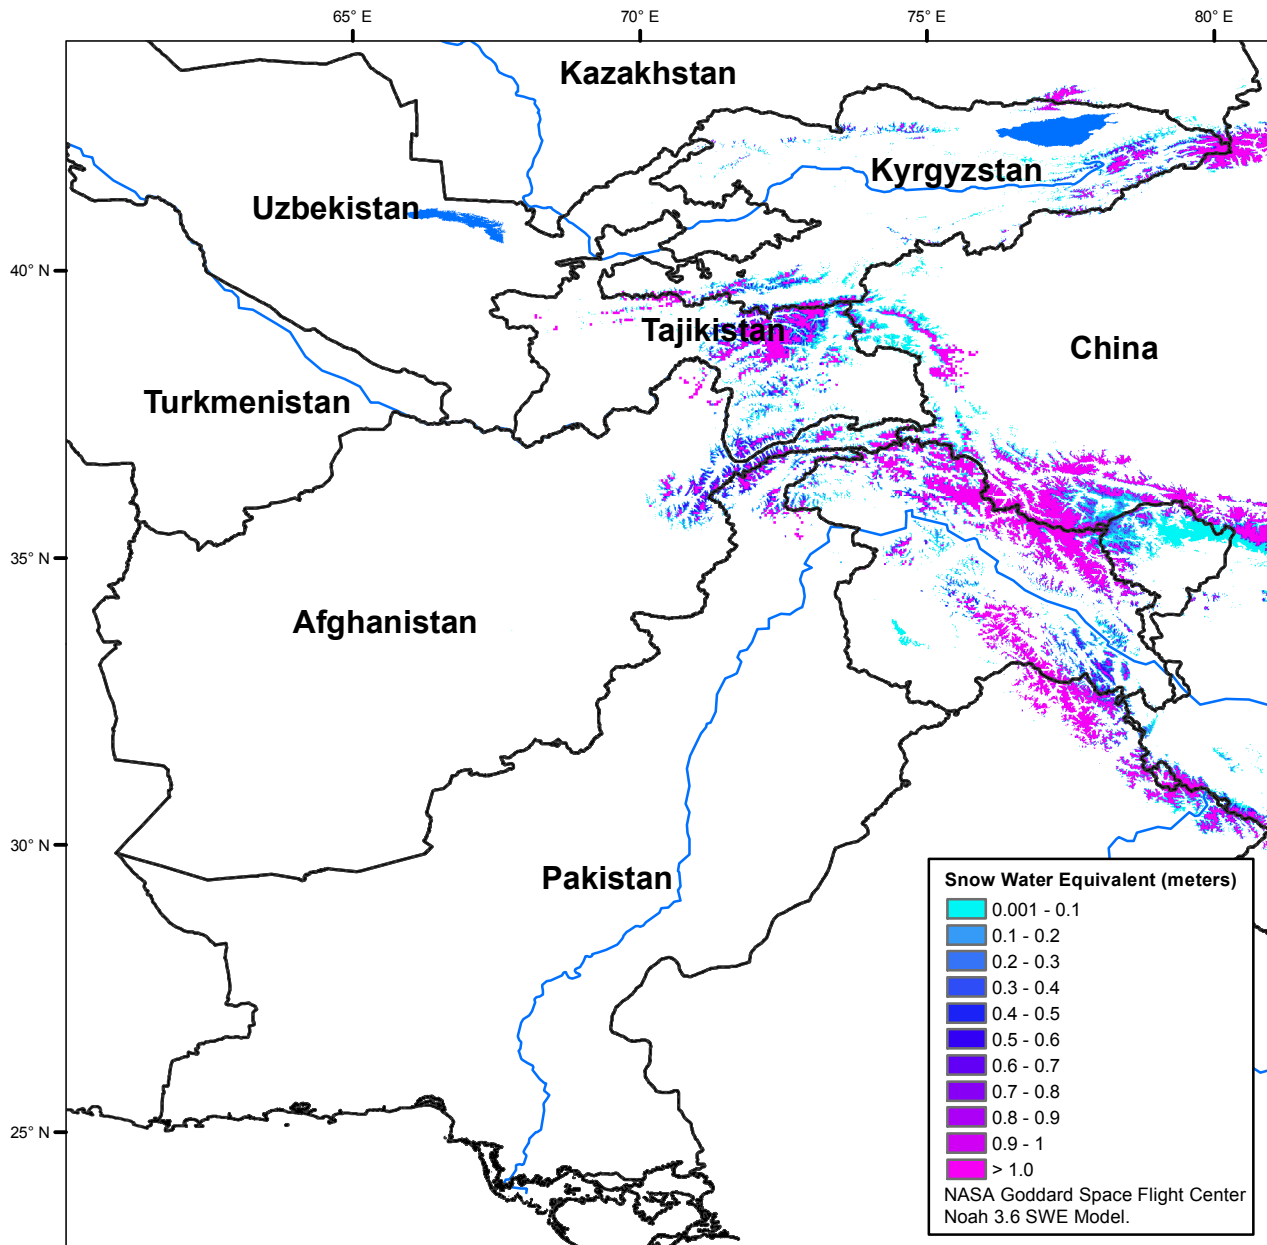 65° E
70° E
75° E
80° E
Kazakhstan
Kyrgyzstan
Uzbekistan
40° N
Tajikistan
China
Turkmenistan
35° N
Afghanistan
30° N
Pakistan
25° N
Snow Water Equivalent (meters)
0.001 - 0.1
0.1 - 0.2
0.2 - 0.3
0.3 - 0.4
0.4 - 0.5
0.5 - 0.6
0.6 - 0.7
0.7 - 0.8
0.8 - 0.9
0.9 - 1
> 1.0
NASA Goddard Space Flight Center
Noah 3.6 SWE Model.